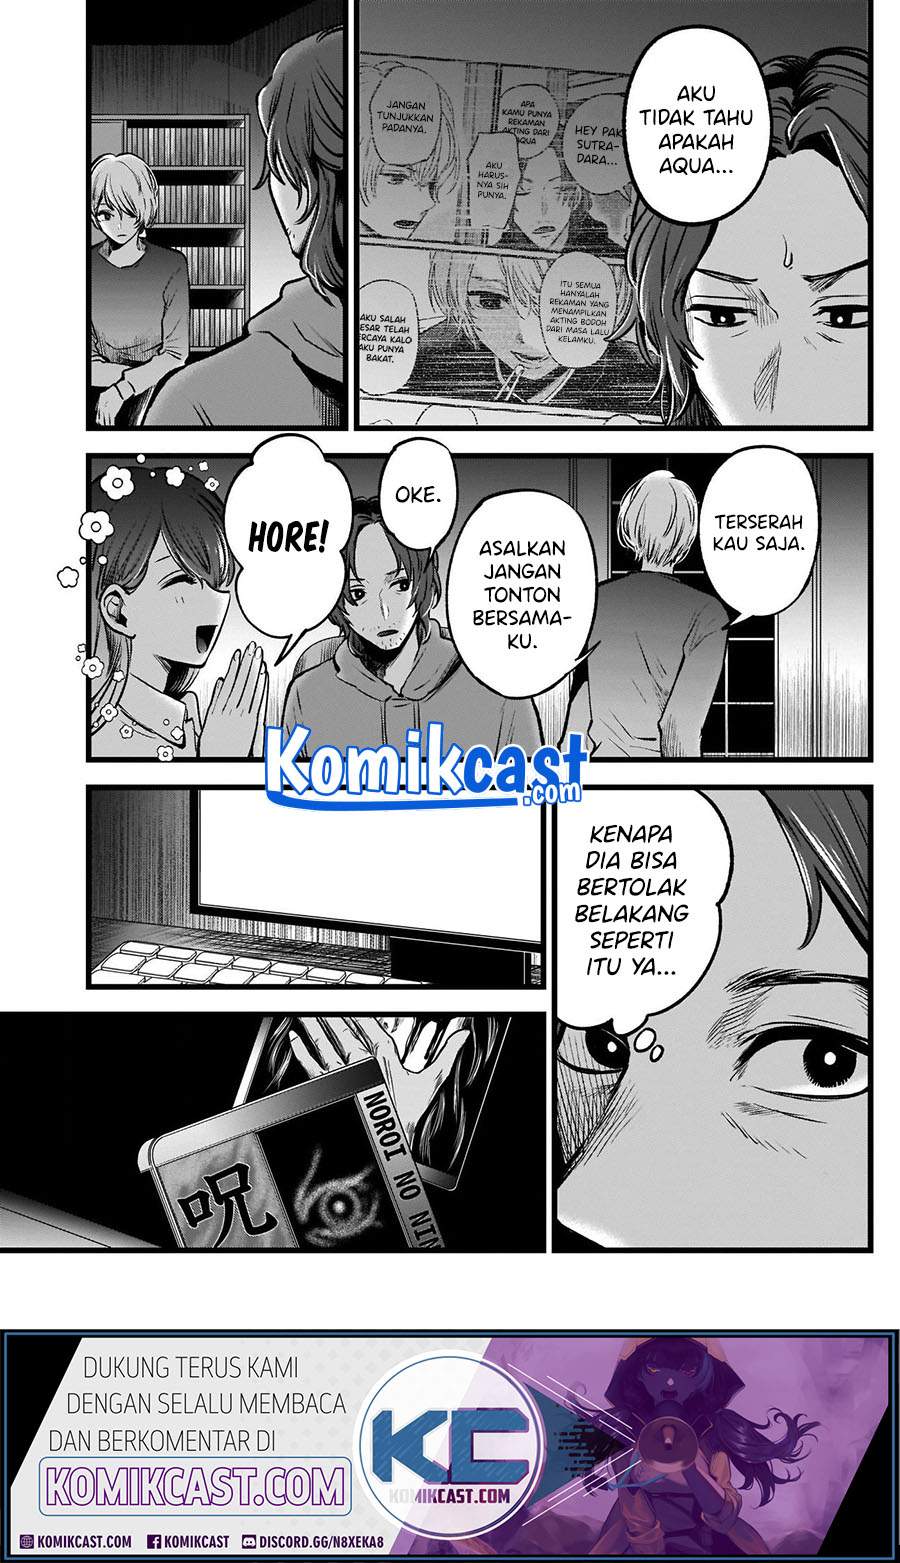 AKU
TIDAK TAHU
APAKAH
AQUA...
HEY PAK
SUTRA-
DARA...
APA
KAMU PUNYA
REKAMAN
AKTING DARI
AQUA
JANGAN
TUNJUKKAN
PADANYA.
AKU
HARUS-
NYA SIH
PUNYA.
ITU SEMUA
HANYALAH
REKAMAN YANG
MENAMPILKAN
AKTING BODOH
DARI MASA LALU
KELAMKU.
AKU SALAH
BESAR TELAH
PERCAYA KALO
AKU PUNYA
BAKAT.
TERSERAH
KAU SAJA.
ASALKAN
JANGAN
TONTON
BERSAMA-
KU.
OKE.
HORE!
Komikcast
.com
KENAPA
DIA BISA
BERTOLAK
BELAKANG
SEPERTI
ITU YA...
呪
NOROI NO NIN
DUKUNG TERUS KAMI
DENGAN SELALU MEMBACA
DAN BERKOMENTAR DI
KOMIKCAST.COM
KOMIKCAST.COM KOMIKCAST.COM DISCORD.GG/N8XEKA8
KC
KOMIKCAST.COM